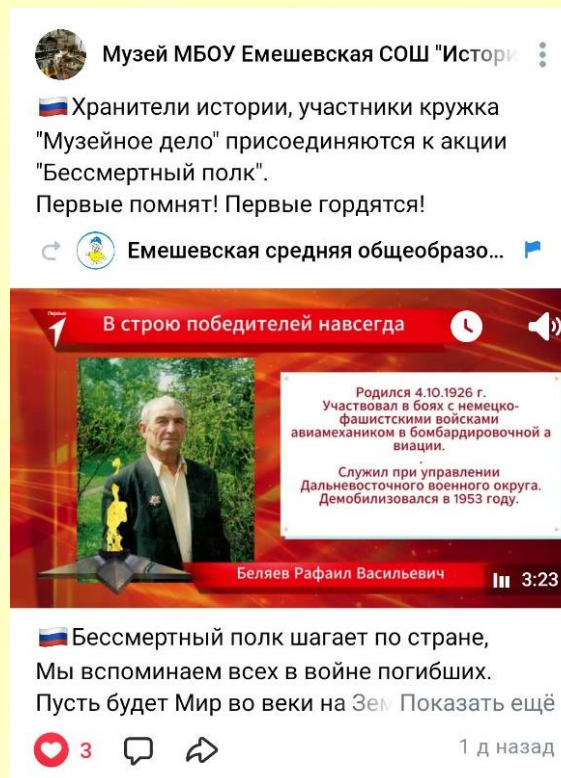 Музей МБОУ Емешевская СОШ "Истори
🇷🇺Хранители истории, участники кружка
"Музейное дело" присоединяются к акции
"Бессмертный полк".
Первые помнят! Первые гордятся!
Емешевская средняя общеобразо...
Первые
В строю победителей навсегда
Родился 4.10.1926 г.
Участвовал в боях с немецко-
фашистскими войсками
авиамехаником в бомбардировочной а
виации.
Служил при управлении
Дальневосточного военного округа.
Демобилизовался в 1953 году.
Беляев Рафаил Васильевич
3:23
🇷🇺Бессмертный полк шагает по стране,
Мы вспоминаем всех в войне погибших.
Пусть будет Мир во веки на Зем Показать ещё
3
1 д назад